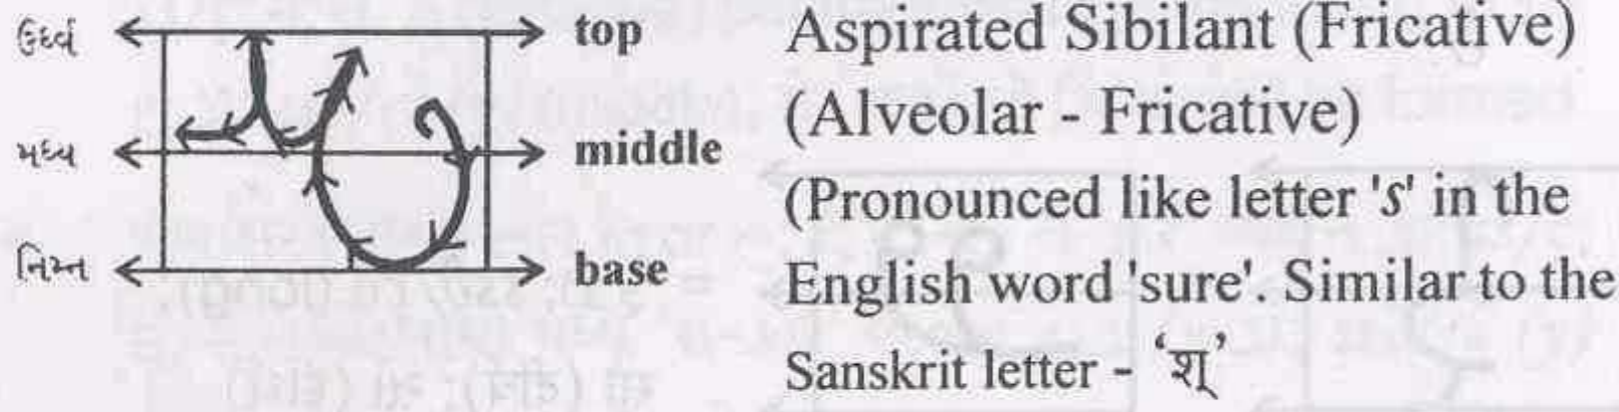 ઉર્ધ્વ top
મધ્ય middle
નિમ્ન base
Aspirated Sibilant (Fricative)
(Alveolar - Fricative)
(Pronounced like letter 's' in the
English word 'sure'. Similar to the
Sanskrit letter - ‘श्’